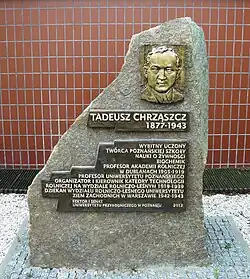 TADEUSZ CHRZĄSZCZ
1877-1943
WYBITNY UCZONY
TWÓRCA POZNAŃSKIEJ SZKOŁY
NAUKI O ŻYWNOŚCI
BIOCHEMIK
PROFESOR AKADEMII ROLNICZEJ
W DUBLANACH 1905-1919
PROFESOR UNIWERSYTETU POZNAŃSKIEGO
ORGANIZATOR I KIEROWNIK KATEDRY TECHNOLOGII
ROLNICZEJ NA WYDZIALE ROLNICZO-LEŚNYM 1919-1939
DZIEKAN WYDZIAŁU ROLNICZO-LEŚNEGO UNIWERSYTETU
ZIEM ZACHODNICH W WARSZAWIE 1942-1943
REKTOR I SENAT
UNIWERSYTETU PRZYRODNICZEGO W POZNANIU 2013